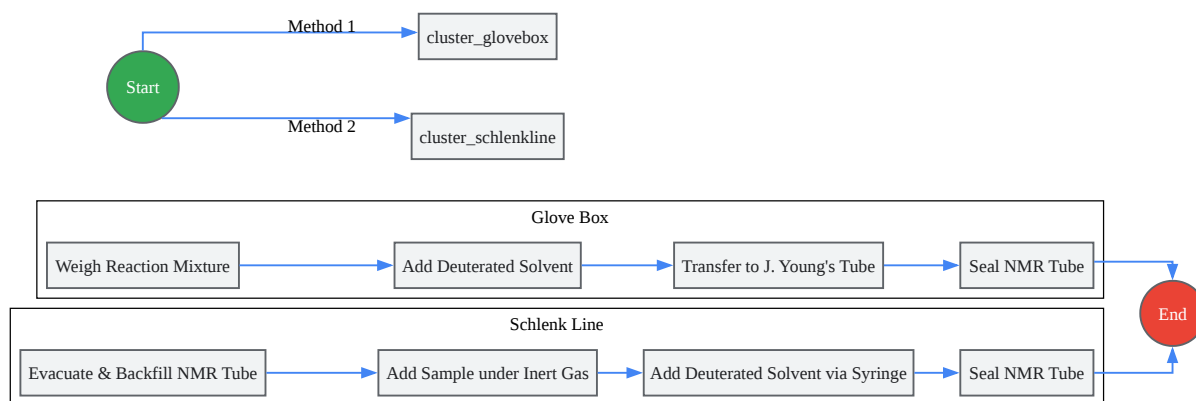 Method 1
cluster_glovebox
Start
Method 2
cluster_schlenkline
Glove Box
Weigh Reaction Mixture
Add Deuterated Solvent
Transfer to J. Young's Tube
Seal NMR Tube
End
Schlenk Line
Evacuate & Backfill NMR Tube
Add Sample under Inert Gas
Add Deuterated Solvent via Syringe
Seal NMR Tube